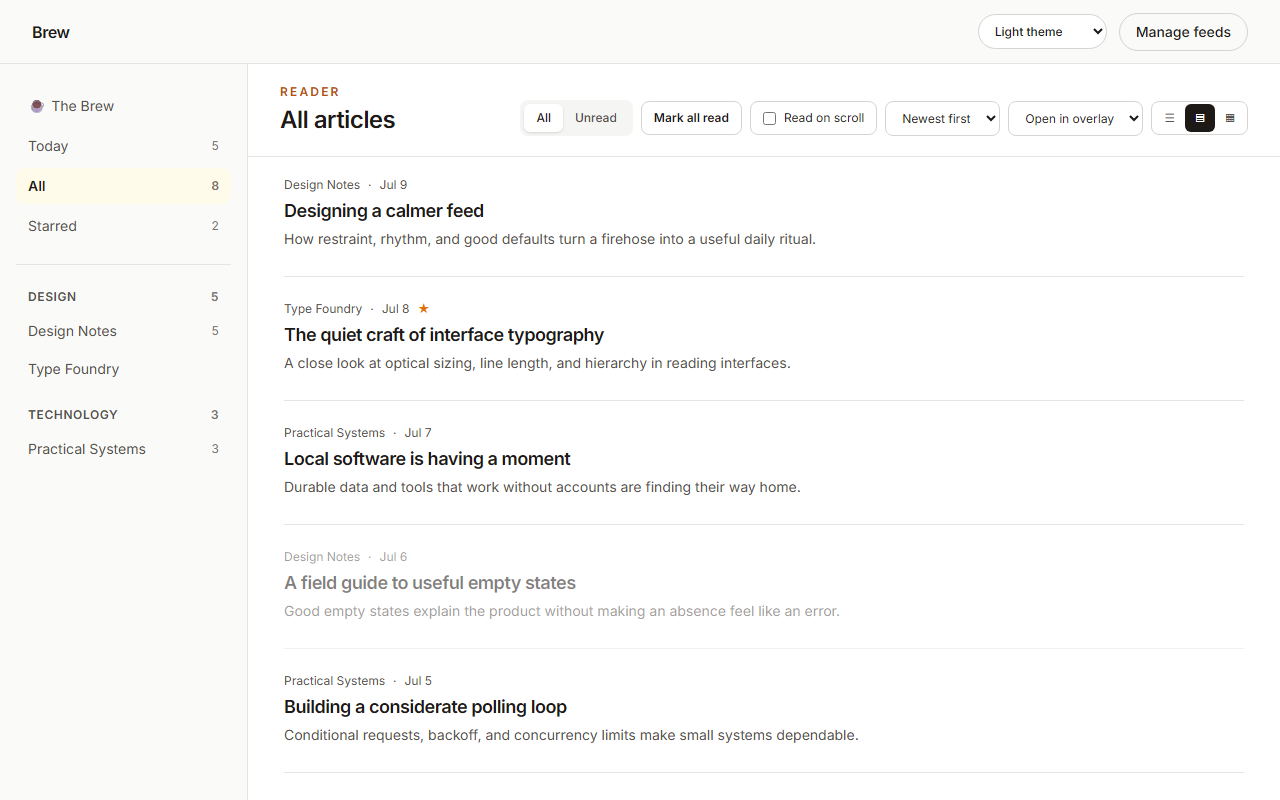 Brew
Light theme
Manage feeds
The Brew
Today 5
All 8
Starred 2
DESIGN 5
Design Notes 5
Type Foundry
TECHNOLOGY 3
Practical Systems 3
READER
All articles
All Unread Mark all read Read on scroll Newest first Open in overlay
Design Notes · Jul 9
Designing a calmer feed
How restraint, rhythm, and good defaults turn a firehose into a useful daily ritual.
Type Foundry · Jul 8 ★
The quiet craft of interface typography
A close look at optical sizing, line length, and hierarchy in reading interfaces.
Practical Systems · Jul 7
Local software is having a moment
Durable data and tools that work without accounts are finding their way home.
Design Notes · Jul 6
A field guide to useful empty states
Good empty states explain the product without making an absence feel like an error.
Practical Systems · Jul 5
Building a considerate polling loop
Conditional requests, backoff, and concurrency limits make small systems dependable.